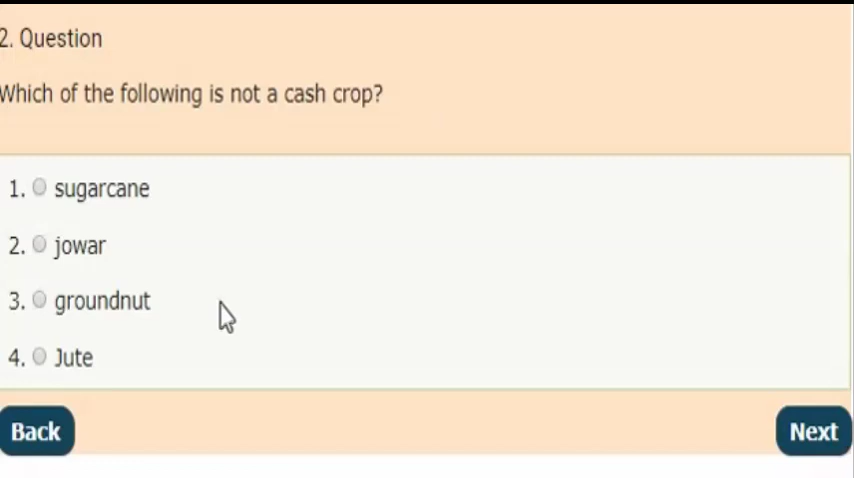 2. Question
Which of the following is not a cash crop?
1. sugarcane
2. jowar
3. groundnut
4. Jute
Back
Next